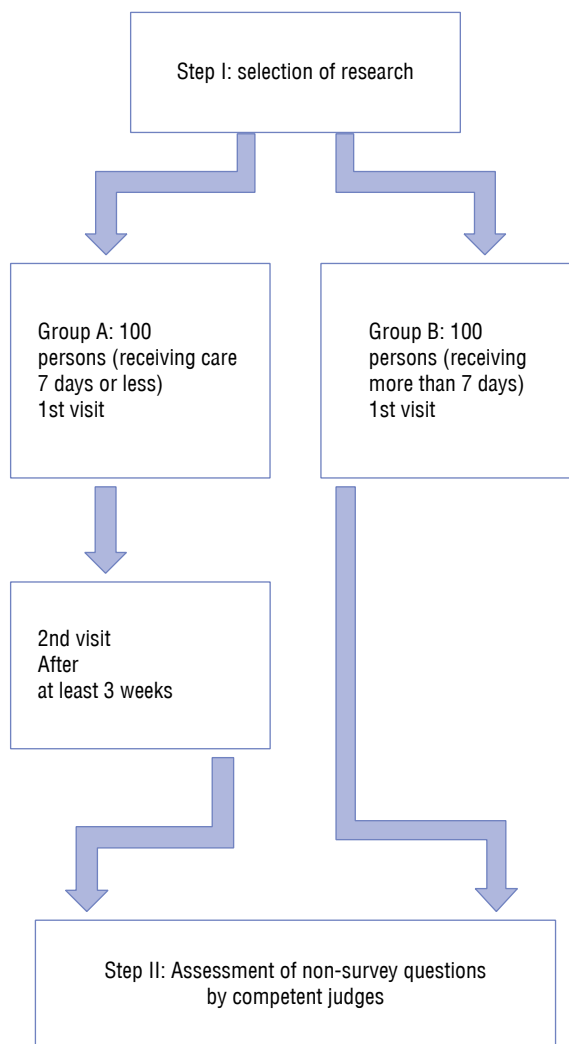 Step I: selection of research
Group A: 100
persons (receiving care
7 days or less)
1st visit
Group B: 100
persons (receiving
more than 7 days)
1st visit
2nd visit
After
at least 3 weeks
Step II: Assessment of non-survey questions
by competent judges